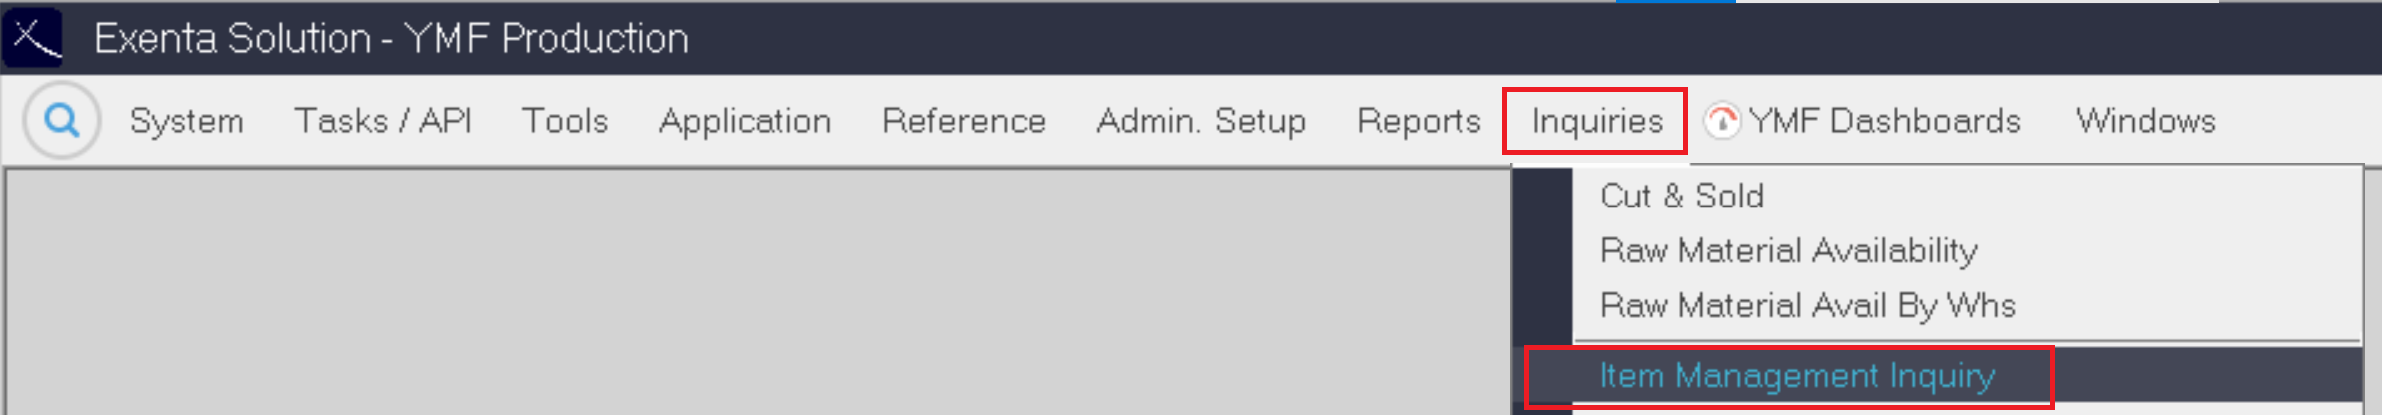 Exenta Solution - YMF Production
System Tasks / API Tools Application Reference Admin. Setup Reports Inquiries YMF Dashboards Windows
Cut & Sold
Raw Material Availability
Raw Material Avail By Whs
Item Management Inquiry